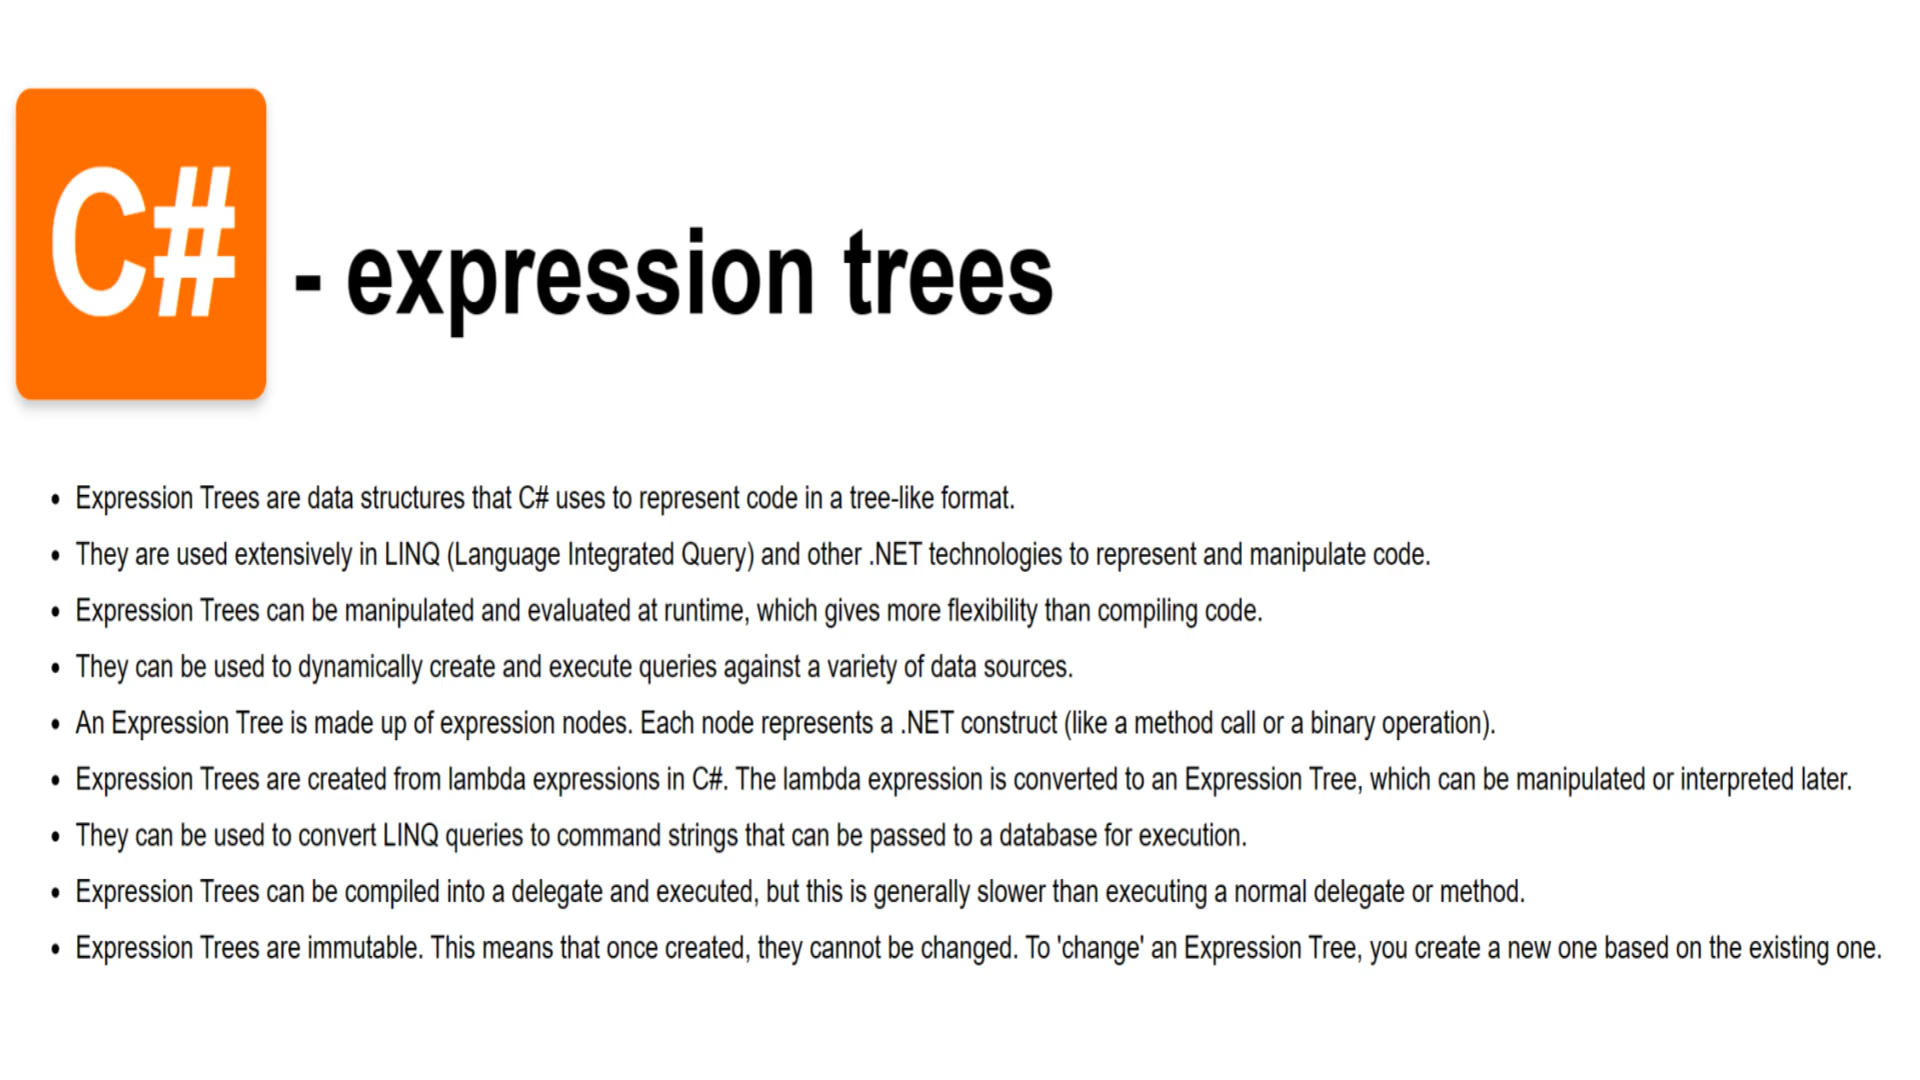 C# - expression trees
• Expression Trees are data structures that C# uses to represent code in a tree-like format.
• They are used extensively in LINQ (Language Integrated Query) and other .NET technologies to represent and manipulate code.
• Expression Trees can be manipulated and evaluated at runtime, which gives more flexibility than compiling code.
• They can be used to dynamically create and execute queries against a variety of data sources.
• An Expression Tree is made up of expression nodes. Each node represents a .NET construct (like a method call or a binary operation).
• Expression Trees are created from lambda expressions in C#. The lambda expression is converted to an Expression Tree, which can be manipulated or interpreted later.
• They can be used to convert LINQ queries to command strings that can be passed to a database for execution.
• Expression Trees can be compiled into a delegate and executed, but this is generally slower than executing a normal delegate or method.
• Expression Trees are immutable. This means that once created, they cannot be changed. To 'change' an Expression Tree, you create a new one based on the existing one.